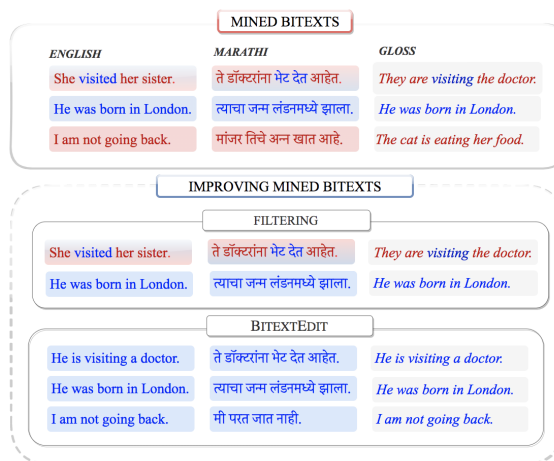 MINED BITEXTS
ENGLISH MARATHI GLOSS
She visited her sister. ते डॉक्टरांना भेट देत आहेत. They are visiting the doctor.
He was born in London. त्याचा जन्म लंडनमध्ये झाला. He was born in London.
I am not going back. मांजर तिचे अन्न खात आहे. The cat is eating her food.
IMPROVING MINED BITEXTS
FILTERING
She visited her sister. ते डॉक्टरांना भेट देत आहेत. They are visiting the doctor.
He was born in London. त्याचा जन्म लंडनमध्ये झाला. He was born in London.
BITEXTEDIT
He is visiting a doctor. ते डॉक्टरांना भेट देत आहेत. He is visiting a doctor.
He was born in London. त्याचा जन्म लंडनमध्ये झाला. He was born in London.
I am not going back. मी परत जात नाही. I am not going back.